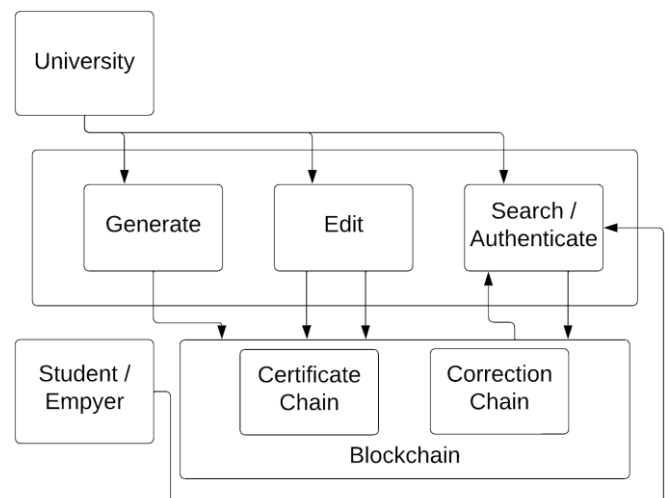 University
Generate
Edit
Search /
Authenticate
Student /
Empyer
Certificate
Chain
Correction
Chain
Blockchain